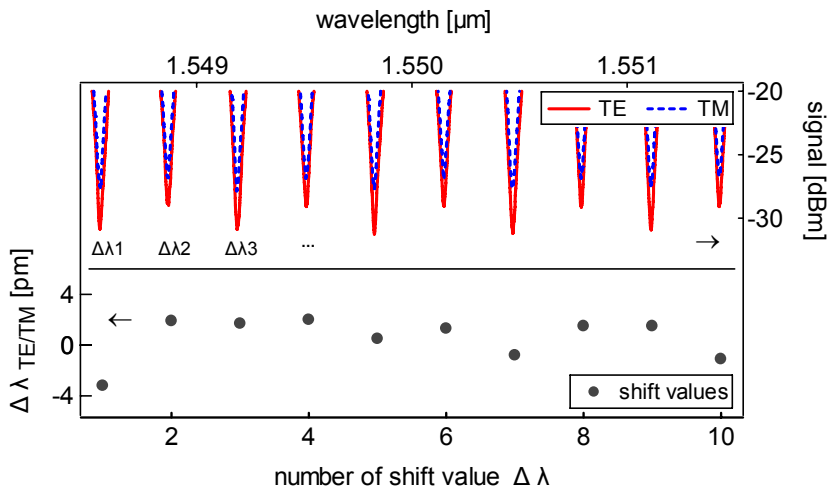 wavelength [µm]
1.549 1.550 1.551
TE TM
-20
-25
-30
signal [dBm]
Δλ1 Δλ2 Δλ3 ...
→
Δ λ TE/TM [pm]
4
0
-4
←
shift values
2 4 6 8 10
number of shift value Δ λ